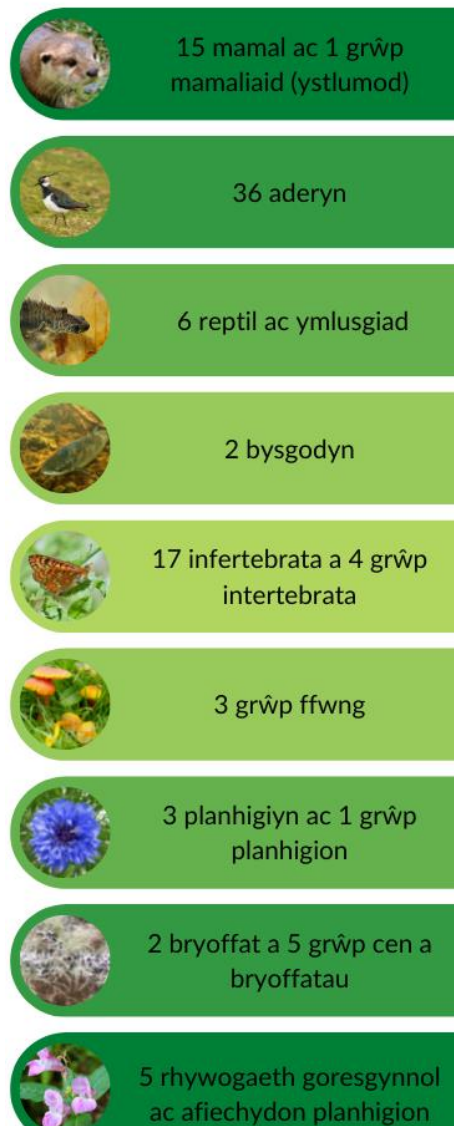 15 mamal ac 1 grŵp
mamaliaid (ystlumod)
36 aderyn
6 reptil ac ymlusgiad
2 bysgodyn
17 infertebrata a 4 grŵp
intertebrata
3 grŵp ffwng
3 planhigiyn ac 1 grŵp
planhigion
2 bryoffat a 5 grŵp cen a
bryoffatau
5 rhywogaeth goresgynnol
ac afiechydon planhigion